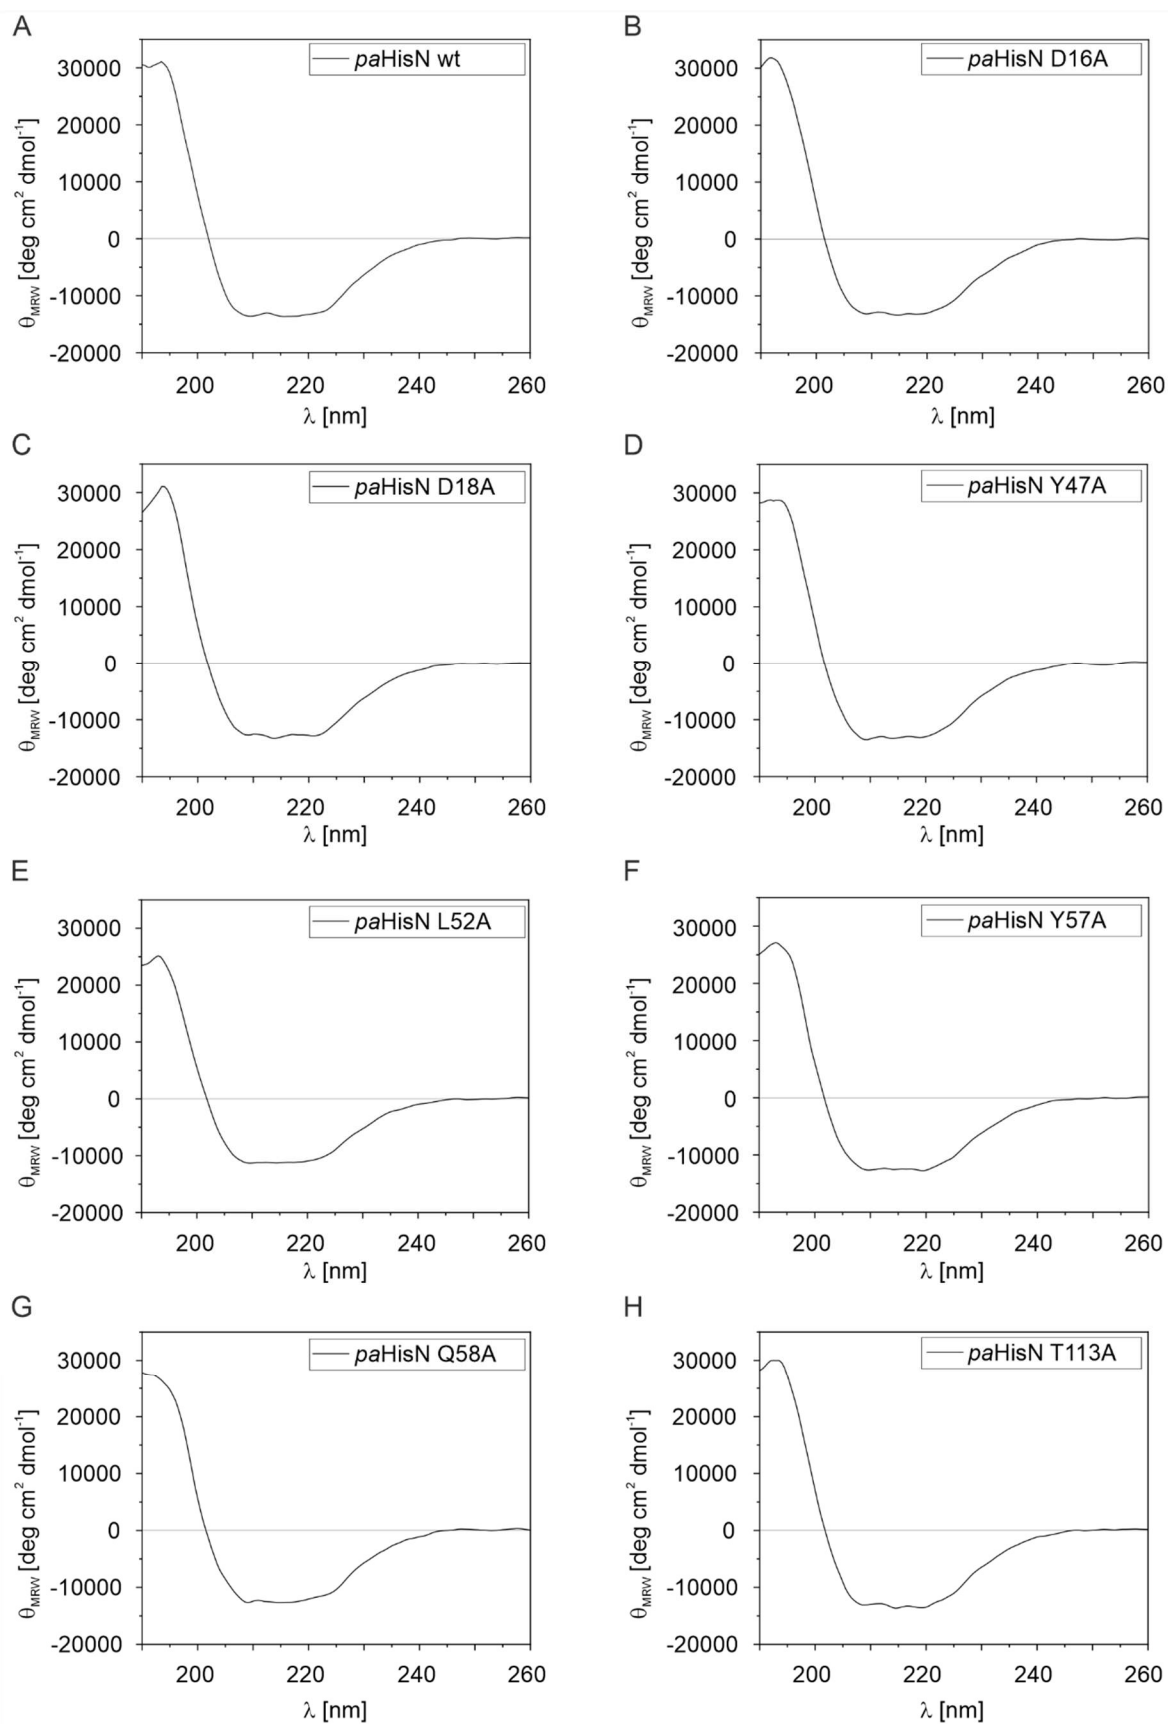 A
paHisN wt
30000
20000
10000
0
-10000
-20000
θMRW [deg cm² dmol⁻¹]
200 220 240 260
λ [nm]
B
paHisN D16A
30000
20000
10000
0
-10000
-20000
θMRW [deg cm² dmol⁻¹]
200 220 240 260
λ [nm]
C
paHisN D18A
30000
20000
10000
0
-10000
-20000
θMRW [deg cm² dmol⁻¹]
200 220 240 260
λ [nm]
D
paHisN Y47A
30000
20000
10000
0
-10000
-20000
θMRW [deg cm² dmol⁻¹]
200 220 240 260
λ [nm]
E
paHisN L52A
30000
20000
10000
0
-10000
-20000
θMRW [deg cm² dmol⁻¹]
200 220 240 260
λ [nm]
F
paHisN Y57A
30000
20000
10000
0
-10000
-20000
θMRW [deg cm² dmol⁻¹]
200 220 240 260
λ [nm]
G
paHisN Q58A
30000
20000
10000
0
-10000
-20000
θMRW [deg cm² dmol⁻¹]
200 220 240 260
λ [nm]
H
paHisN T113A
30000
20000
10000
0
-10000
-20000
θMRW [deg cm² dmol⁻¹]
200 220 240 260
λ [nm]